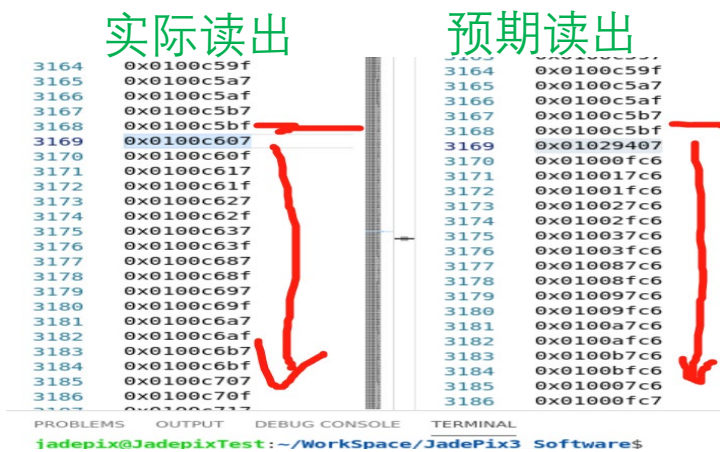 实际读出
预期读出
3164 0x0100c59f
3165 0x0100c5a7
3166 0x0100c5af
3167 0x0100c5b7
3168 0x0100c5bf
3169 0x0100c607
3170 0x0100c60f
3171 0x0100c617
3172 0x0100c61f
3173 0x0100c627
3174 0x0100c62f
3175 0x0100c637
3176 0x0100c63f
3177 0x0100c687
3178 0x0100c68f
3179 0x0100c697
3180 0x0100c69f
3181 0x0100c6a7
3182 0x0100c6af
3183 0x0100c6b7
3184 0x0100c6bf
3185 0x0100c707
3186 0x0100c70f
3164 0x0100c59f
3165 0x0100c5a7
3166 0x0100c5af
3167 0x0100c5b7
3168 0x0100c5bf
3169 0x01029407
3170 0x01000fc6
3171 0x010017c6
3172 0x01001fc6
3173 0x010027c6
3174 0x01002fc6
3175 0x010037c6
3176 0x01003fc6
3177 0x010087c6
3178 0x01008fc6
3179 0x010097c6
3180 0x01009fc6
3181 0x0100a7c6
3182 0x0100afc6
3183 0x0100b7c6
3184 0x0100bfc6
3185 0x010007c6
3186 0x01000fc7
PROBLEMS OUTPUT DEBUG CONSOLE TERMINAL
jadepix@JadepixTest:~/WorkSpace/JadePix3 Software$